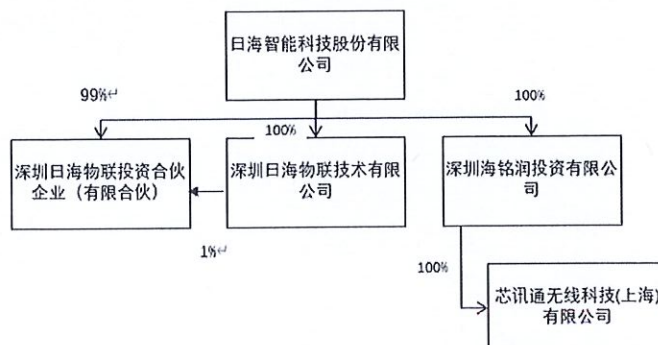 日海智能科技股份有限
公司
99%↵
100%
100%
深圳日海物联投资合伙
企业（有限合伙）
深圳日海物联技术有限
公司
深圳海铭润投资有限公
司
1%↵
100%
芯讯通无线科技(上海)
有限公司